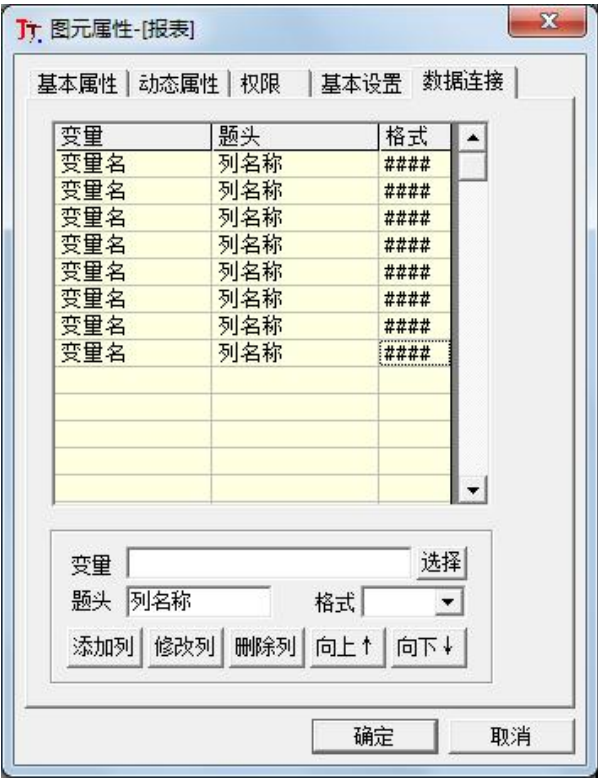 图元属性-[报表]
基本属性 动态属性 权限 基本设置 数据连接
变量 题头 格式
变量名 列名称 ####
变量名 列名称 ####
变量名 列名称 ####
变量名 列名称 ####
变量名 列名称 ####
变量名 列名称 ####
变量名 列名称 ####
变量名 列名称 ####
变量 选择
题头 列名称 格式
添加列 修改列 删除列 向上↑ 向下↓
确定 取消